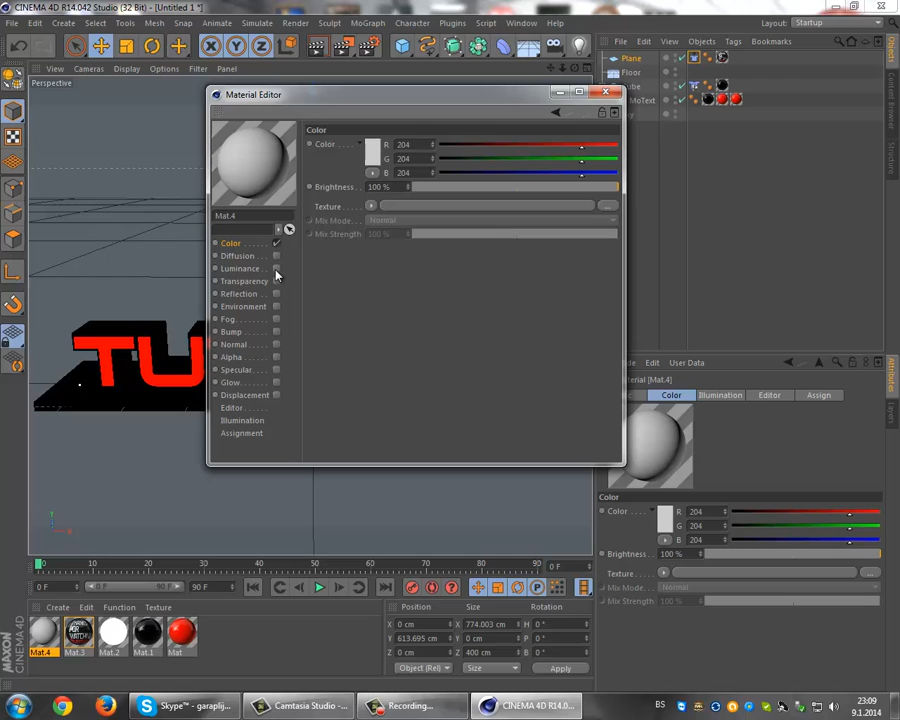 CINEMA 4D R14.042 Studio (32 Bit) - [Untitled 1 *]
File Edit Create Tools Mesh Snap Animate Simulate Render Sculpt MoGraph Character Plugins Script Window Help
Layout: Startup
X Y Z
View Cameras Display Options Filter Panel
Perspective
File Edit View Objects Tags Bookmarks
Plane
Floor
MoText
Objects
Content Browser
Material Editor
Color
Color R 204
G 204
B 204
Brightness 100 %
Texture
Mix Mode Normal
Mix Strength 100 %
Mat.4
Color
Diffusion
Luminance
Transparency
Reflection
Environment
Fog
Bump
Normal
Alpha
Specular
Glow
Displacement
Editor
Illumination
Assignment
TU
Edit User Data
[Mat.4]
Color Illumination Editor Assign
Attributes
Layers
Color
Color R 204
G 204
B 204
Brightness 100 %
Texture
Mix Mode Normal
Mix Strength 100 %
0 10 20 30 40 50 60 70 80 90 0 F
0 F 0 F 90 F 90 F
Create Edit Function Texture
Mat.4 Mat.3 Mat.2 Mat.1 Mat
Position Size Rotation
X 0 cm X 774.003 cm H 0 °
Y 613.695 cm Y 0 cm P 0 °
Z 0 cm Z 400 cm B 0 °
Object (Rel) Size Apply
MAXON CINEMA 4D
Skype™ - garaplij...
Camtasia Studio -...
Recording...
CINEMA 4D R14.0...
BS
23:09
9.1.2014